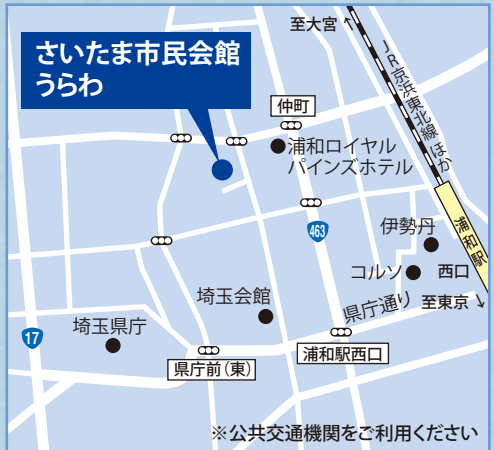 さいたま市民会館
うらわ
至大宮
JR京浜東北線ほか
仲町
浦和ロイヤル
パインズホテル
463
伊勢丹
浦和駅
コルソ
西口
埼玉会館
県庁通り
至東京
埼玉県庁
17
県庁前(東)
浦和駅西口
※公共交通機関をご利用ください